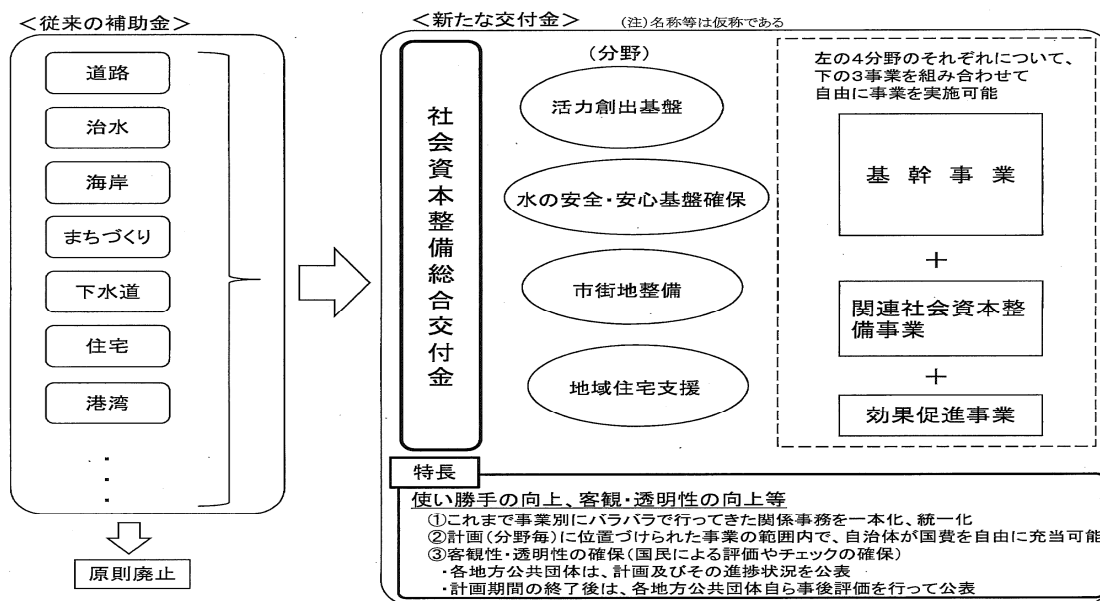 ＜従来の補助金＞
道路
治水
海岸
まちづくり
下水道
住宅
港湾
・
・
・
原則廃止
＜新たな交付金＞
(注)名称等は仮称である
社会資本整備総合交付金
(分野)
活力創出基盤
水の安全・安心基盤確保
市街地整備
地域住宅支援
左の４分野のそれぞれについて、
下の３事業を組み合わせて
自由に事業を実施可能
基幹事業
＋
関連社会資本整
備事業
＋
効果促進事業
特長
使い勝手の向上、客観・透明性の向上等
①これまで事業別にバラバラで行ってきた関係事務を一本化、統一化
②計画(分野毎)に位置づけられた事業の範囲内で、自治体が国費を自由に充当可能
③客観性・透明性の確保(国民による評価やチェックの確保)
・各地方公共団体は、計画及びその進捗状況を公表
・計画期間の終了後は、各地方公共団体自ら事後評価を行って公表